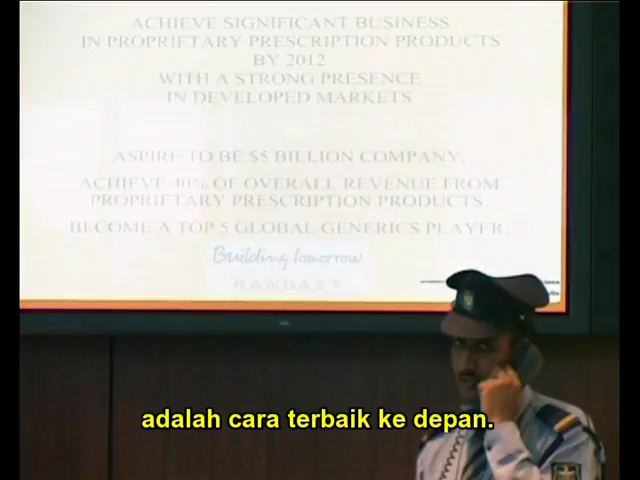 ACHIEVE SIGNIFICANT BUSINESS
IN PROPRIETARY PRESCRIPTION PRODUCTS
BY 2012
WITH A STRONG PRESENCE
IN DEVELOPED MARKETS
ASPIRE TO BE $5 BILLION COMPANY.
ACHIEVE 40% OF OVERALL REVENUE FROM
PROPRIETARY PRESCRIPTION PRODUCTS.
BECOME A TOP 5 GLOBAL GENERICS PLAYER.
Building tomorrow
RANBAXY
adalah cara terbaik ke depan.